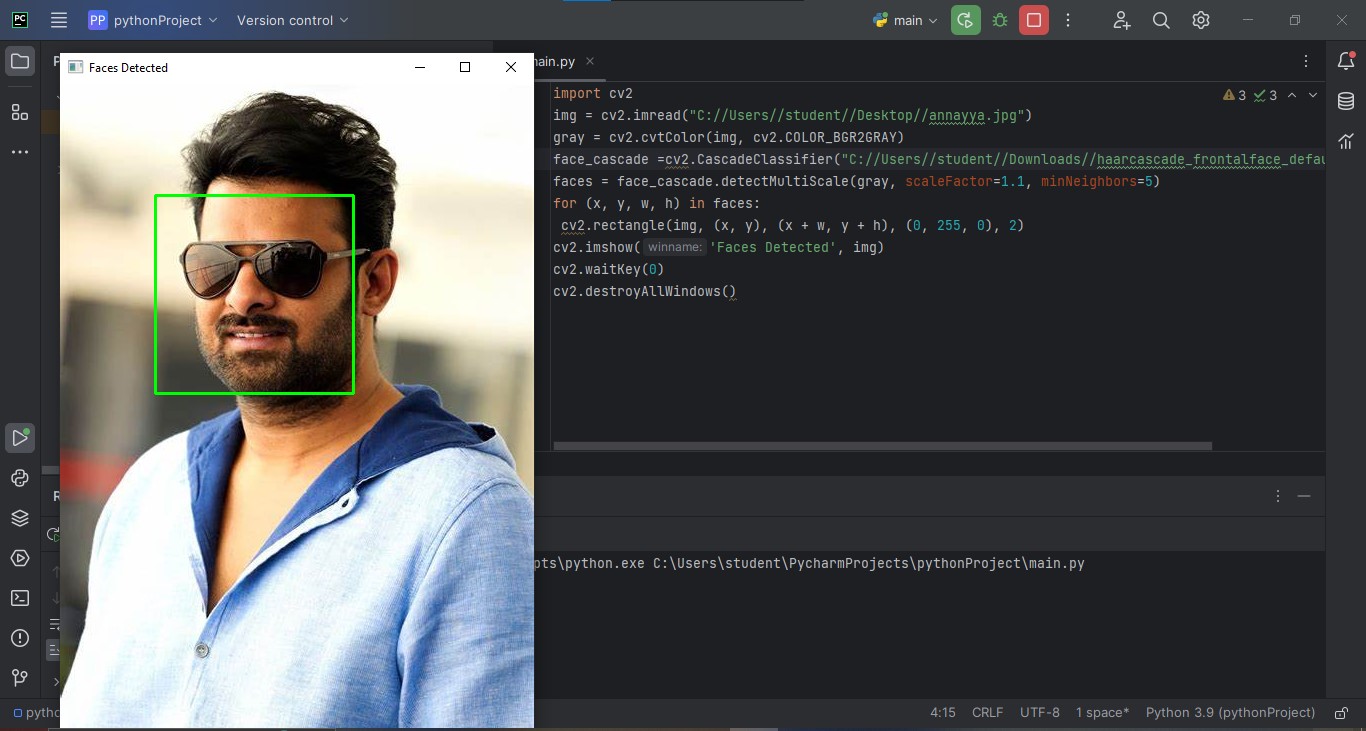 PC PP pythonProject Version control main
Faces Detected
main.py
3 3
import cv2
img = cv2.imread("C://Users//student//Desktop//annayya.jpg")
gray = cv2.cvtColor(img, cv2.COLOR_BGR2GRAY)
face_cascade =cv2.CascadeClassifier("C://Users//student//Downloads//haarcascade_frontalface_defau
faces = face_cascade.detectMultiScale(gray, scaleFactor=1.1, minNeighbors=5)
for (x, y, w, h) in faces:
cv2.rectangle(img, (x, y), (x + w, y + h), (0, 255, 0), 2)
cv2.imshow( winname: 'Faces Detected', img)
cv2.waitKey(0)
cv2.destroyAllWindows()
pts\python.exe C:\Users\student\PycharmProjects\pythonProject\main.py
pytho 4:15 CRLF UTF-8 1 space* Python 3.9 (pythonProject)